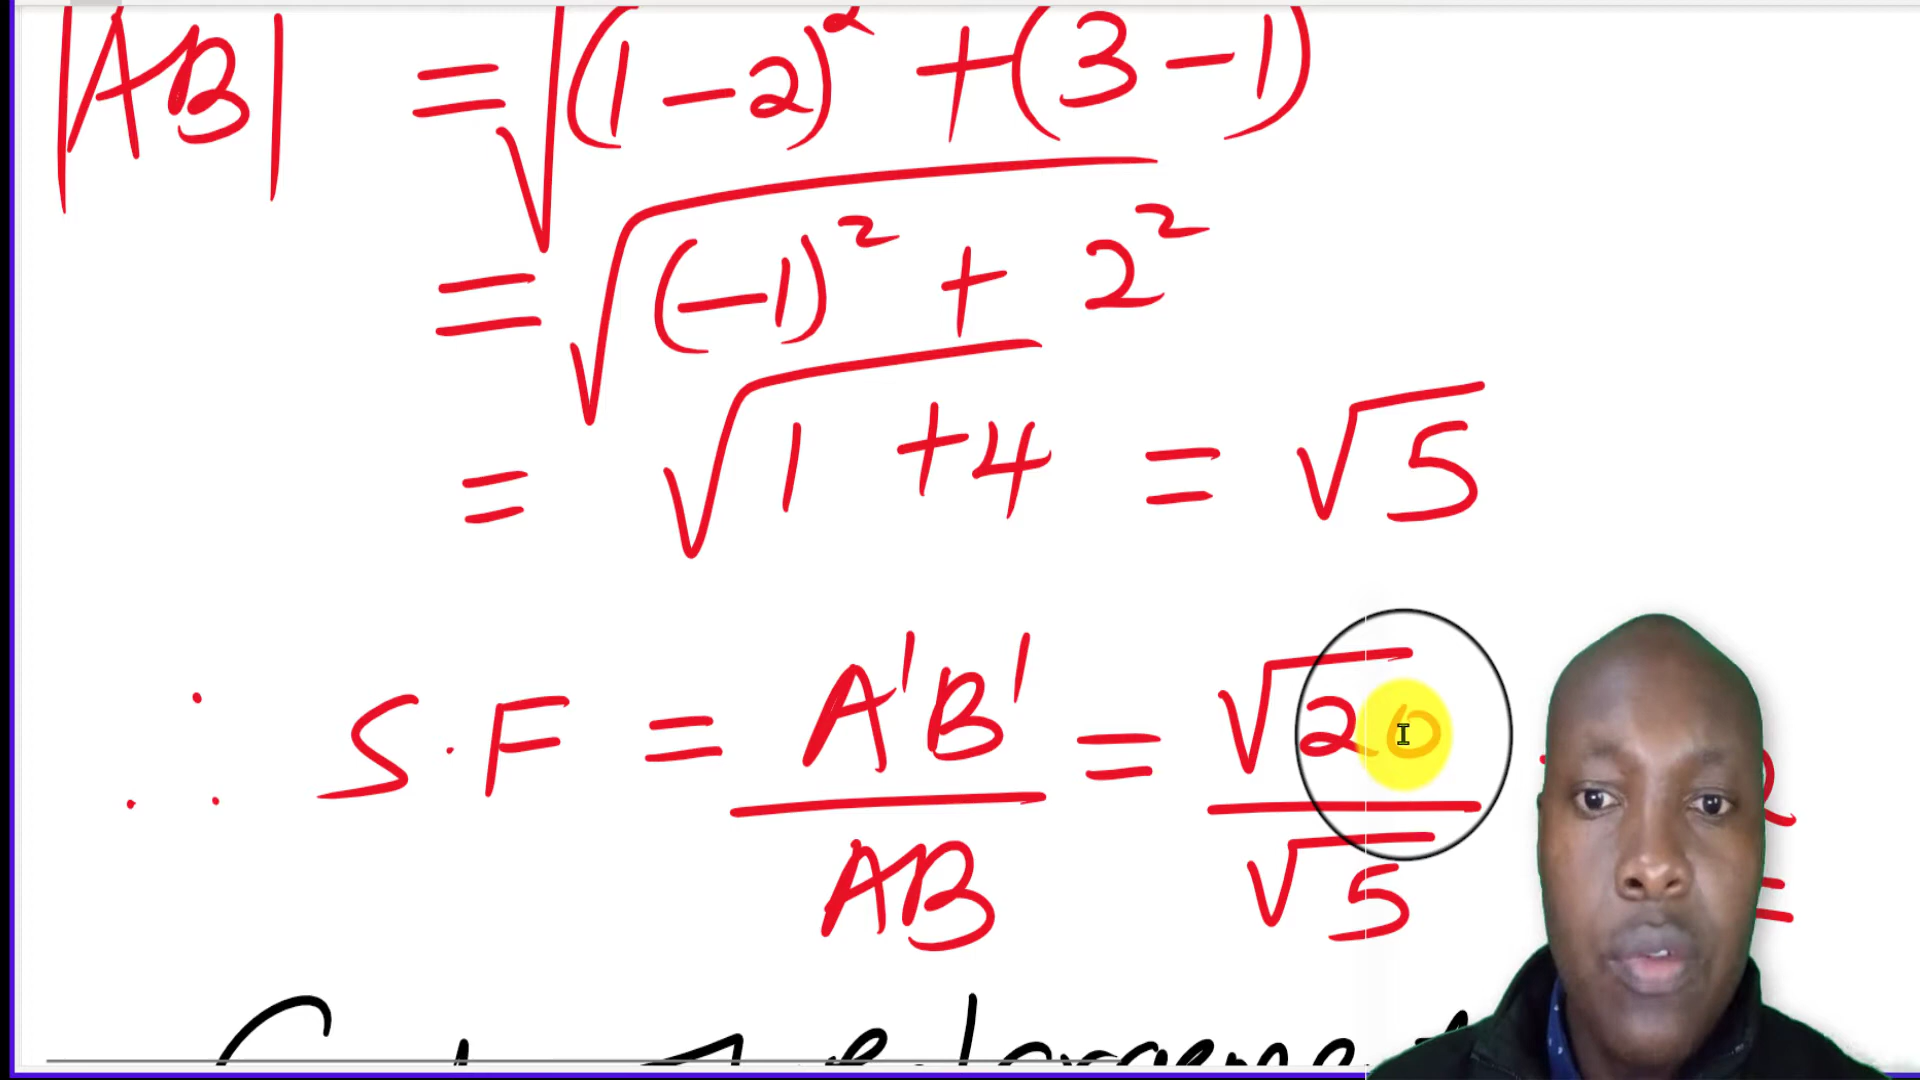 |AB| = √(1-2)² + (3-1)
= √(-1)² + 2²
= √1 + 4 = √5
∴ S.F = A'B'/AB = √20/√5